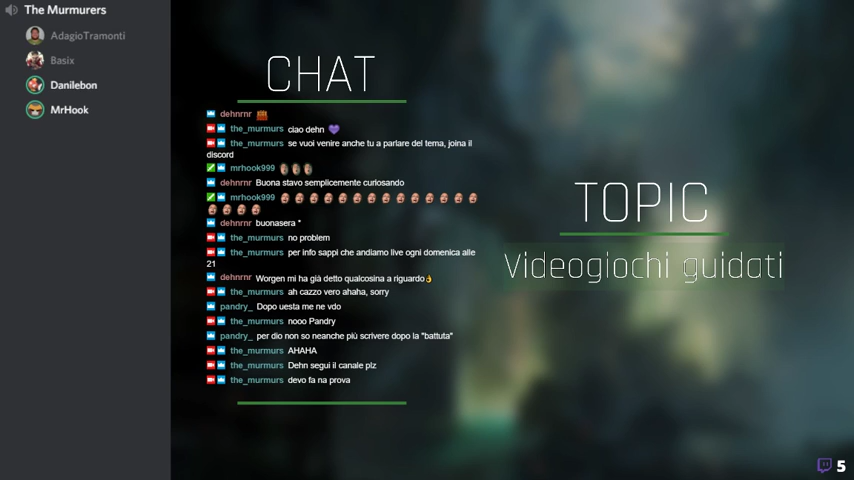 The Murmurers
AdagioTramonti
Basix
Danilebon
MrHook
CHAT
dehnrnr
the_murmurs ciao dehn
the_murmurs se vuoi venire anche tu a parlare del tema, joina il
discord
mrhook999
dehnrnr Buona stavo semplicemente curiosando
mrhook999
dehnrnr buonasera *
the_murmurs no problem
the_murmurs per info sappi che andiamo live ogni domenica alle
21
dehnrnr Worgen mi ha già detto qualcosina a riguardo👌
the_murmurs ah cazzo vero ahaha, sorry
pandry_ Dopo uesta me ne vdo
the_murmurs nooo Pandry
pandry_ per dio non so neanche più scrivere dopo la "battuta"
the_murmurs AHAHA
the_murmurs Dehn segui il canale plz
the_murmurs devo fa na prova
TOPIC
Videogiochi guidati
5